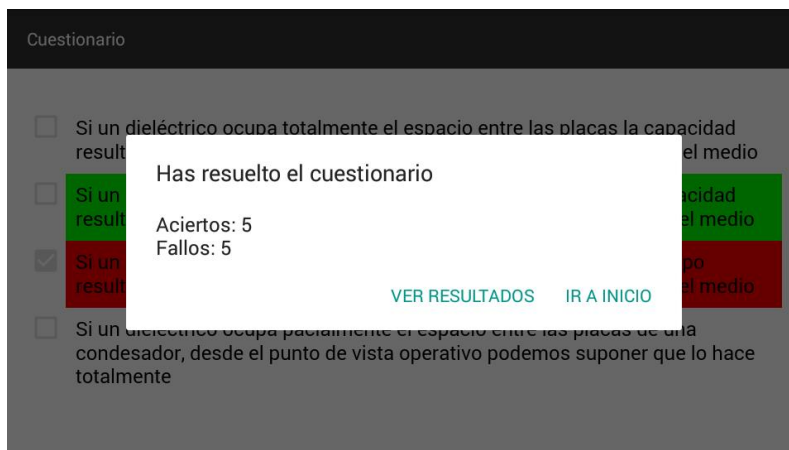 Cuestionario
Si un dieléctrico ocupa totalmente el espacio entre las placas la capacidad
result el medio
Has resuelto el cuestionario
Si un acidad
result el medio
Aciertos: 5
Fallos: 5
Si un po
result el medio
VER RESULTADOS IR A INICIO
Si un dieléctrico ocupa pacialmente el espacio entre las placas de una
condesador, desde el punto de vista operativo podemos suponer que lo hace
totalmente